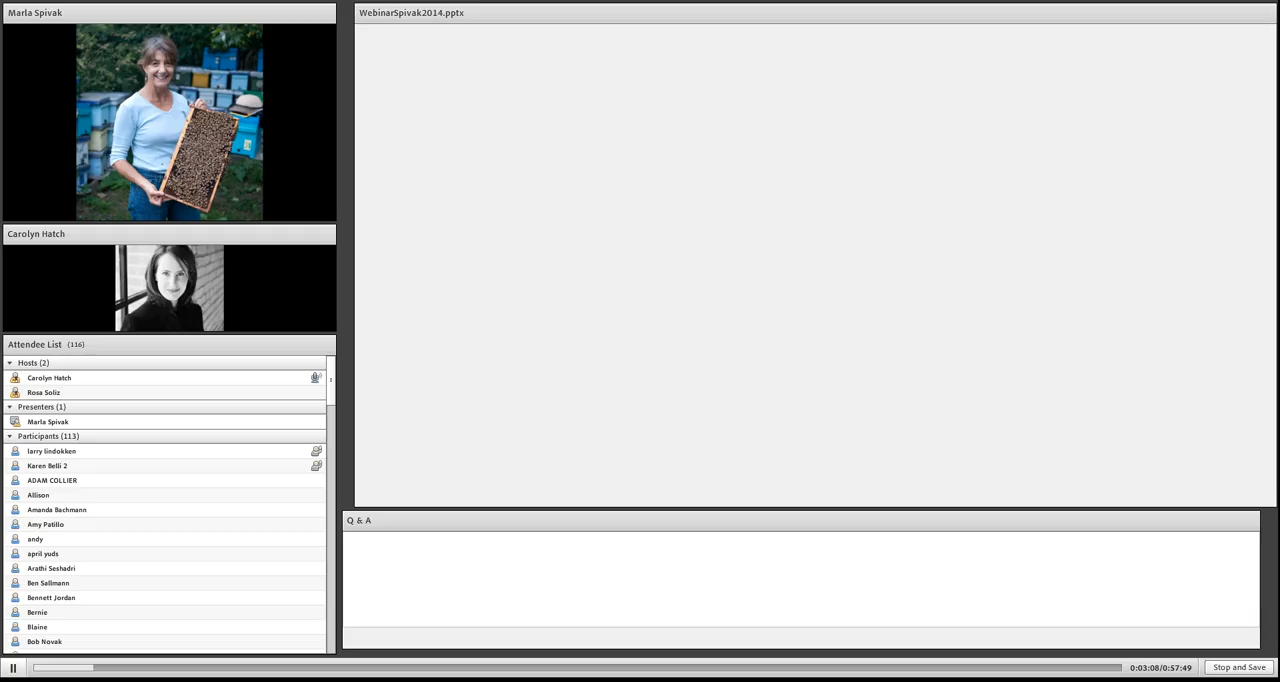 Marla Spivak
WebinarSpivak2014.pptx
Carolyn Hatch
Attendee List (116)
Hosts (2)
Carolyn Hatch
Rosa Soliz
Presenters (1)
Marla Spivak
Participants (113)
larry lindokken
Karen Belli 2
ADAM COLLIER
Allison
Amanda Bachmann
Amy Patillo
andy
april yuds
Arathi Seshadri
Ben Sallmann
Bennett Jordan
Bernie
Blaine
Bob Novak
Q & A
0:03:08/0:57:49
Stop and Save